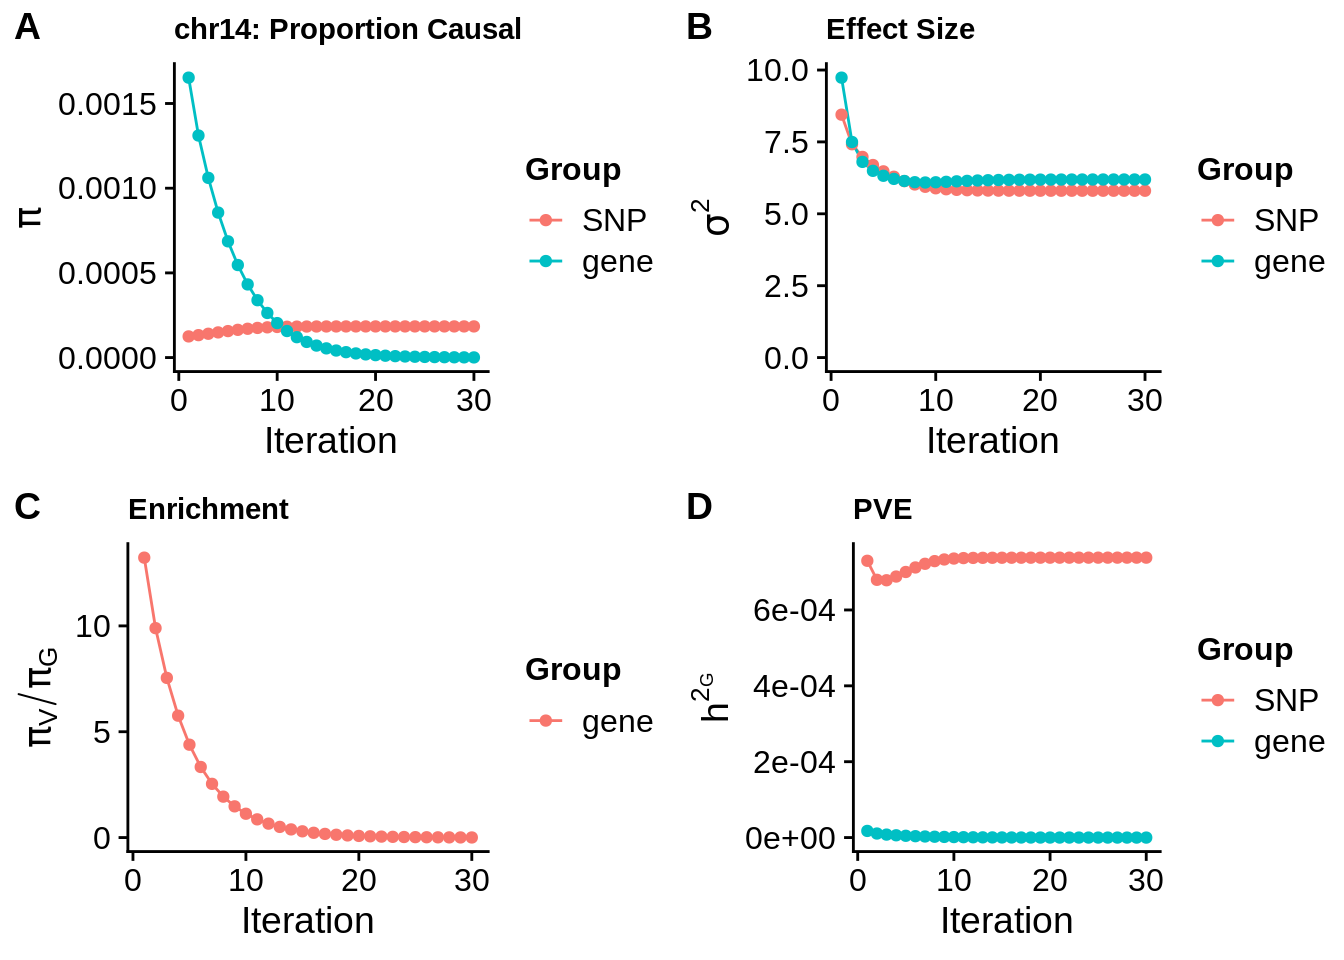 A
chr14: Proportion Causal
0.0015
0.0010
0.0005
0.0000
π
0 10 20 30
Iteration
Group
SNP
gene
B
Effect Size
10.0
7.5
5.0
2.5
0.0
σ²
0 10 20 30
Iteration
Group
SNP
gene
C
Enrichment
10
5
0
πV/πG
0 10 20 30
Iteration
Group
gene
D
PVE
6e-04
4e-04
2e-04
0e+00
h²G
0 10 20 30
Iteration
Group
SNP
gene